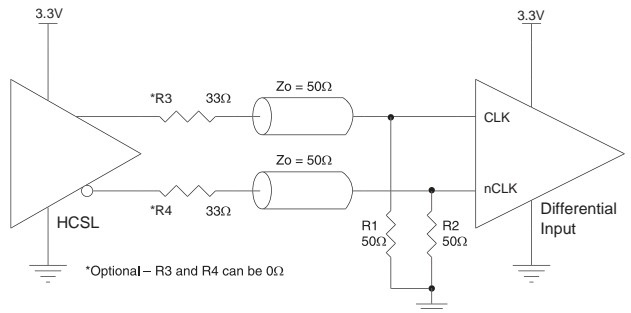 3.3V
3.3V
*R3
33Ω
Zo = 50Ω
CLK
Zo = 50Ω
nCLK
*R4
33Ω
HCSL
R1
50Ω
R2
50Ω
Differential
Input
*Optional – R3 and R4 can be 0Ω